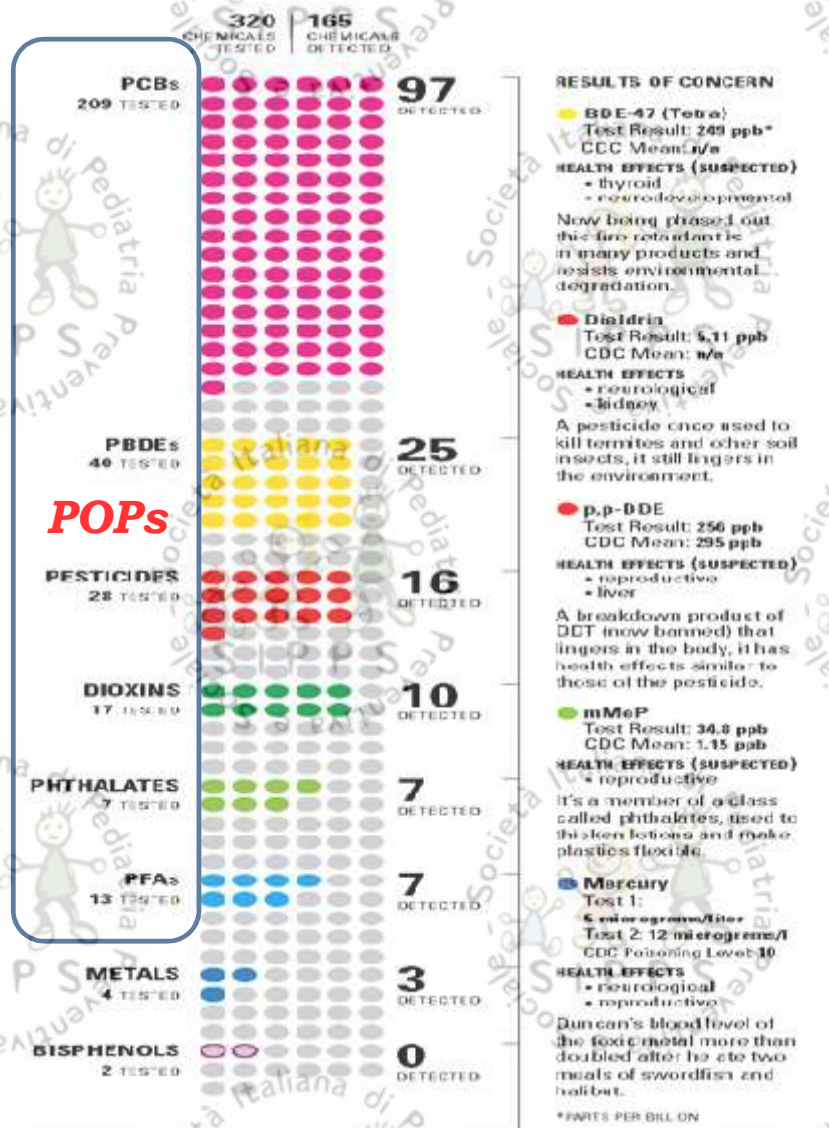 320 165
CHEMICALS TESTED CHEMICALS DETECTED
PCBs
209 TESTED
97
DETECTED
PBDEs
40 TESTED
25
DETECTED
POPs
PESTICIDES
28 TESTED
16
DETECTED
DIOXINS
17 TESTED
10
DETECTED
PHTHALATES
7 TESTED
7
DETECTED
PFAs
13 TESTED
7
DETECTED
METALS
4 TESTED
3
DETECTED
BISPHENOLS
2 TESTED
0
DETECTED
RESULTS OF CONCERN
BDE-47 (Tetra)
Test Result: 249 ppb*
CDC Mean: n/a
HEALTH EFFECTS (SUSPECTED)
• thyroid
• neurodevelopmental
Now being phased out
this fire retardant is
in many products and
resists environmental
degradation.
Dieldrin
Test Result: 5.11 ppb
CDC Mean: n/a
HEALTH EFFECTS
• neurological
• kidney
A pesticide once used to
kill termites and other soil
insects, it still lingers in
the environment.
p,p-DDE
Test Result: 256 ppb
CDC Mean: 295 ppb
HEALTH EFFECTS (SUSPECTED)
• reproductive
• liver
A breakdown product of
DDT (now banned) that
lingers in the body, it has
health effects similar to
those of the pesticide.
mMeP
Test Result: 34.8 ppb
CDC Mean: 1.15 ppb
HEALTH EFFECTS (SUSPECTED)
• reproductive
It's a member of a class
called phthalates, used to
thicken lotions and make
plastics flexible.
Mercury
Test 1:
5 micrograms/liter
Test 2: 12 micrograms/l
CDC Poisoning Level: 10
HEALTH EFFECTS
• neurological
• reproductive
Duncan's blood level of
the toxic metal more than
doubled after he ate two
meals of swordfish and
halibut.
*PARTS PER BILLION
Società Italiana di Pediatria Preventiva e Sociale
SIPPS